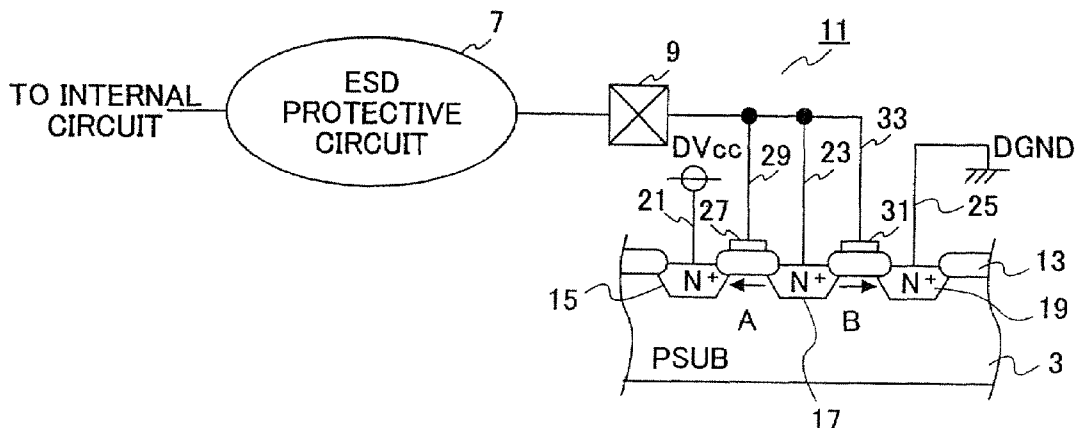 7
ESD
PROTECTIVE
CIRCUIT
TO INTERNAL
CIRCUIT
9
11
DVcc
29
23
33
DGND
21
27
31
25
13
15
N+
N+
N+
19
A
B
PSUB
3
17